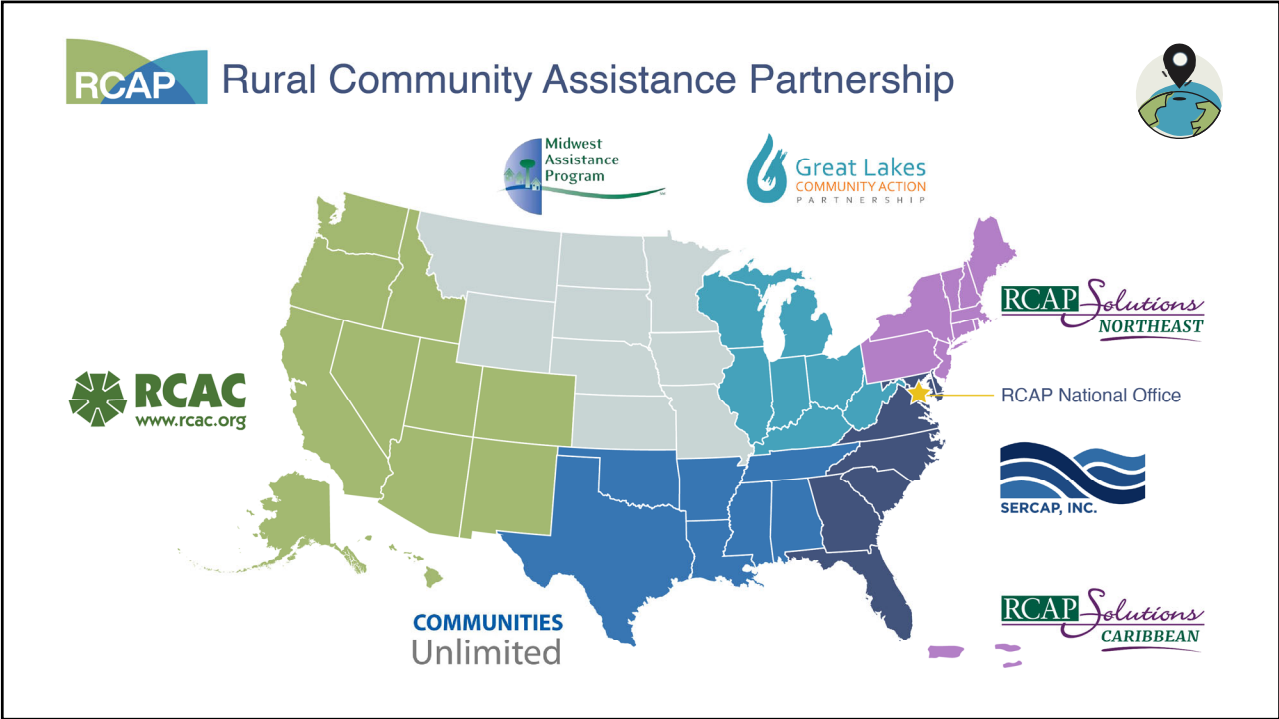 RCAP
Rural Community Assistance Partnership
Midwest
Assistance
Program
Great Lakes
COMMUNITY ACTION
PARTNERSHIP
RCAP Solutions
NORTHEAST
RCAC
www.rcac.org
RCAP National Office
SERCAP, INC.
COMMUNITIES
Unlimited
RCAP Solutions
CARIBBEAN